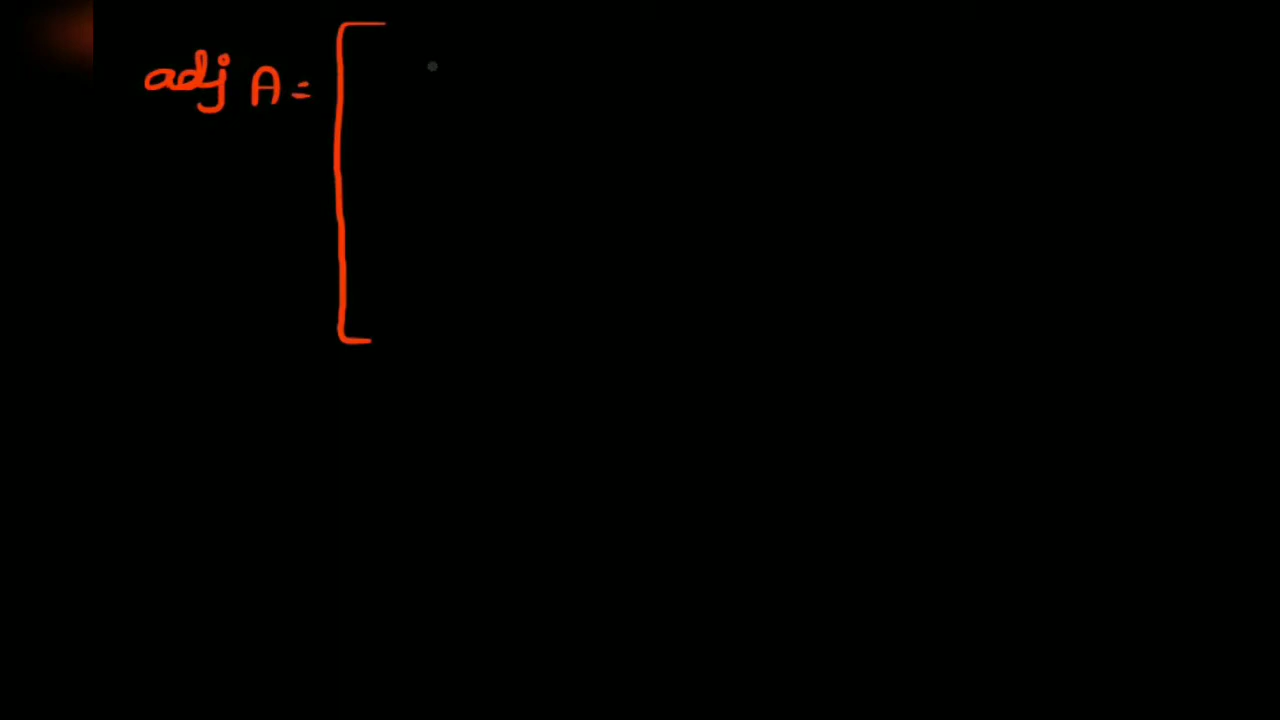 adj A = [